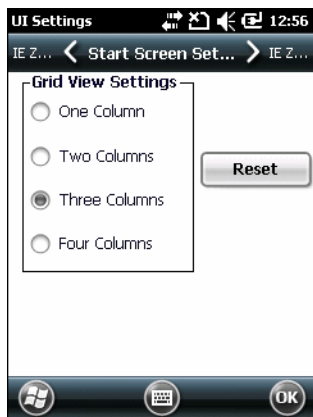 UI Settings 12:56
IE Z... Start Screen Set... IE Z...
Grid View Settings
One Column
Two Columns
Reset
Three Columns
Four Columns
OK